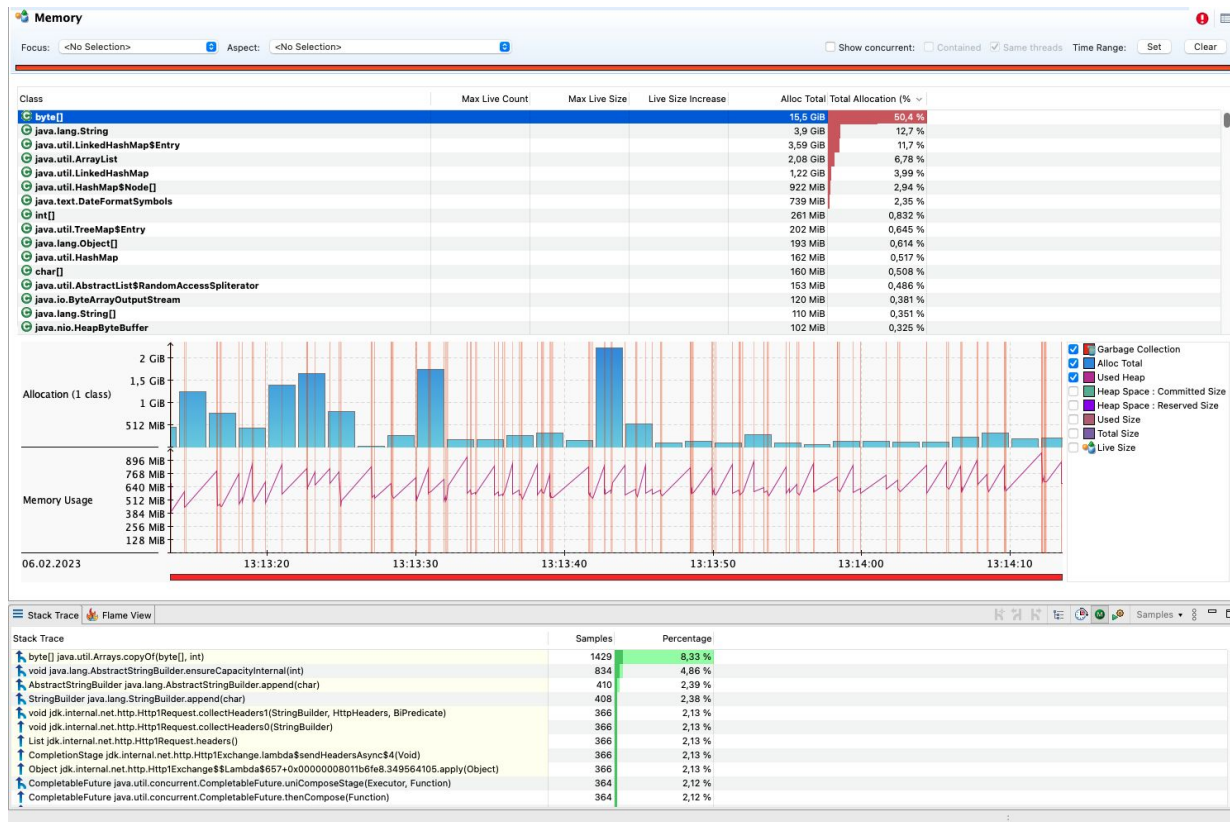 Memory
Focus: <No Selection> Aspect: <No Selection> Show concurrent: Contained Same threads Time Range: Set Clear
Class Max Live Count Max Live Size Live Size Increase Alloc Total Total Allocation (%
byte[] 15,5 GiB 50,4 %
java.lang.String 3,9 GiB 12,7 %
java.util.LinkedHashMap$Entry 3,59 GiB 11,7 %
java.util.ArrayList 2,08 GiB 6,78 %
java.util.LinkedHashMap 1,22 GiB 3,99 %
java.util.HashMap$Node[] 922 MiB 2,94 %
java.text.DateFormatSymbols 739 MiB 2,35 %
int[] 261 MiB 0,832 %
java.util.TreeMap$Entry 202 MiB 0,645 %
java.lang.Object[] 193 MiB 0,614 %
java.util.HashMap 162 MiB 0,517 %
char[] 160 MiB 0,508 %
java.util.AbstractList$RandomAccessSpliterator 153 MiB 0,486 %
java.io.ByteArrayOutputStream 120 MiB 0,381 %
java.lang.String[] 110 MiB 0,351 %
java.nio.HeapByteBuffer 102 MiB 0,325 %
Allocation (1 class)
2 GiB
1,5 GiB
1 GiB
512 MiB
Memory Usage
896 MiB
768 MiB
640 MiB
512 MiB
384 MiB
256 MiB
128 MiB
06.02.2023 13:13:20 13:13:30 13:13:40 13:13:50 13:14:00 13:14:10
Garbage Collection
Alloc Total
Used Heap
Heap Space : Committed Size
Heap Space : Reserved Size
Used Size
Total Size
Live Size
Stack Trace Flame View Samples
Stack Trace Samples Percentage
byte[] java.util.Arrays.copyOf(byte[], int) 1429 8,33 %
void java.lang.AbstractStringBuilder.ensureCapacityInternal(int) 834 4,86 %
AbstractStringBuilder java.lang.AbstractStringBuilder.append(char) 410 2,39 %
StringBuilder java.lang.StringBuilder.append(char) 408 2,38 %
void jdk.internal.net.http.Http1Request.collectHeaders1(StringBuilder, HttpHeaders, BiPredicate) 366 2,13 %
void jdk.internal.net.http.Http1Request.collectHeaders0(StringBuilder) 366 2,13 %
List jdk.internal.net.http.Http1Request.headers() 366 2,13 %
CompletionStage jdk.internal.net.http.Http1Exchange.lambda$sendHeadersAsync$4(Void) 366 2,13 %
Object jdk.internal.net.http.Http1Exchange$$Lambda$657+0x00000008011b6fe8.349564105.apply(Object) 366 2,13 %
CompletableFuture java.util.concurrent.CompletableFuture.uniComposeStage(Executor, Function) 364 2,12 %
CompletableFuture java.util.concurrent.CompletableFuture.thenCompose(Function) 364 2,12 %